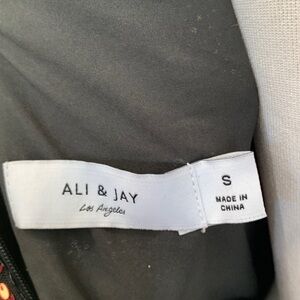 ALI & JAY
Los Angeles
S
MADE IN
CHINA